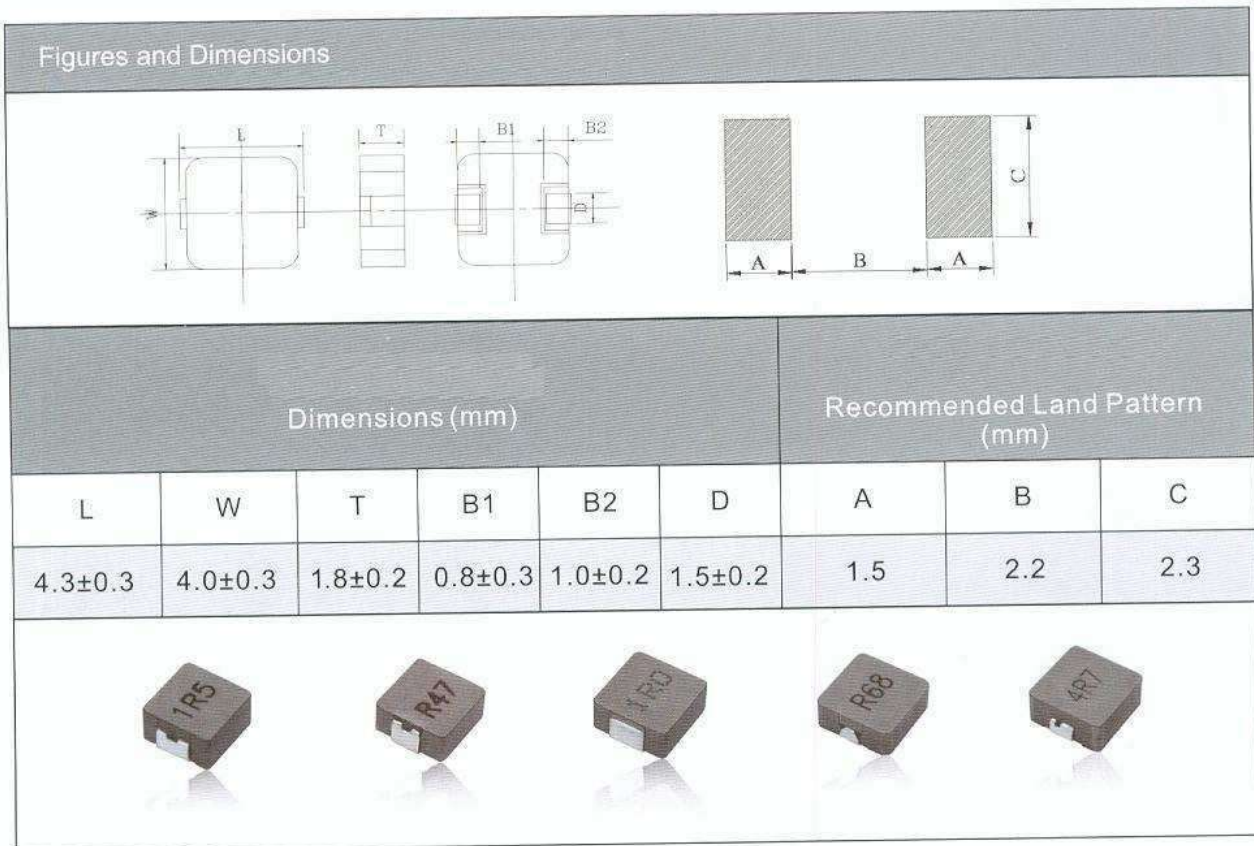 Figures and Dimensions
L
T
B1
B2
W
D
C
A
B
A
Dimensions (mm)
Recommended Land Pattern
(mm)
L W T B1 B2 D A B C
4.3±0.3 4.0±0.3 1.8±0.2 0.8±0.3 1.0±0.2 1.5±0.2 1.5 2.2 2.3
1R5
R47
1R0
R68
4R7